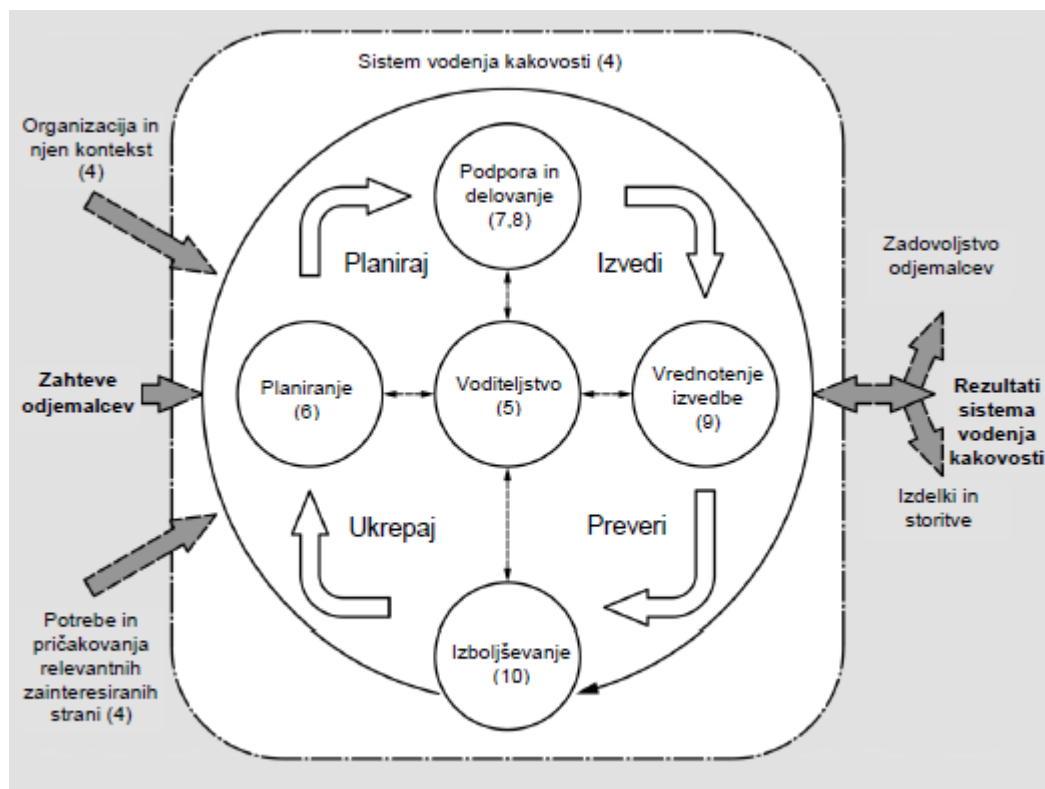 Sistem vodenja kakovosti (4)
Organizacija in
njen kontekst
(4)
Podpora in
delovanje
(7,8)
Planiraj
Izvedi
Zadovoljstvo
odjemalcev
Zahteve
odjemalcev
Planiranje
(6)
Voditeljstvo
(5)
Vrednotenje
izvedbe
(9)
Rezultati
sistema
vodenja
kakovosti
Ukrepaj
Preveri
Izdelki in
storitve
Potrebe in
pričakovanja
relevantnih
zainteresiranih
strani (4)
Izboljševanje
(10)